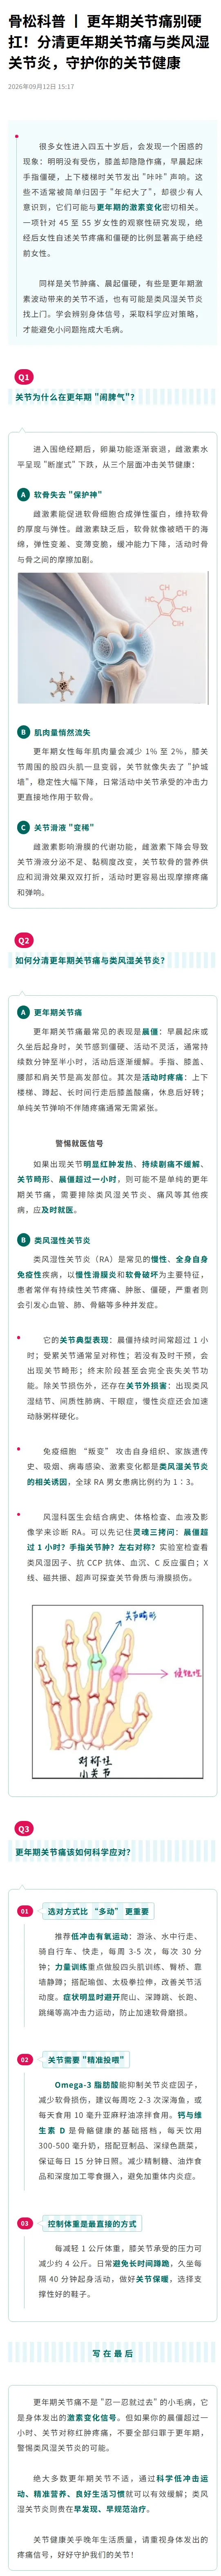 骨松科普 丨 更年期关节痛别硬
扛！分清更年期关节痛与类风湿
关节炎，守护你的关节健康
2026年09月12日 15:17
很多女性进入四五十岁后，会发现一个困惑的
现象：明明没有受伤，膝盖却隐隐作痛，早晨起床
手指僵硬，上下楼梯时关节发出 "咔咔" 声响。这
些不适常被简单归因于 "年纪大了"，却很少有人
意识到，它们可能与更年期的激素变化密切相关。
一项针对 45 至 55 岁女性的观察性研究发现，绝
经后女性自述关节疼痛和僵硬的比例显著高于绝经
前女性。
同样是关节肿痛、晨起僵硬，有些是更年期激
素波动带来的关节不适，也有可能是类风湿关节炎
找上门。学会辨别身体信号，采取科学应对策略，
才能避免小问题拖成大毛病。
Q1
关节为什么在更年期 "闹脾气"？
进入围绝经期后，卵巢功能逐渐衰退，雌激素水
平呈现 "断崖式" 下跌，从三个层面冲击关节健康：
A 软骨失去 "保护神"
雌激素能促进软骨细胞合成弹性蛋白，维持软骨
的厚度与弹性。雌激素缺乏后，软骨就像被晒干的海
绵，弹性变差、变薄变脆，缓冲能力下降，活动时骨
与骨之间的摩擦加剧。
B 肌肉量悄然流失
更年期女性每年肌肉量会减少 1% 至 2%，膝关
节周围的股四头肌一旦变弱，关节就像失去了 "护城
墙"，稳定性大幅下降，日常活动中关节承受的冲击力
更直接地作用于软骨。
C 关节滑液 "变稀"
雌激素影响滑膜的代谢功能，雌激素下降会导致
关节滑液分泌不足、黏稠度改变，关节软骨的营养供
应和润滑效果双双打折，活动时更容易出现摩擦疼痛
和弹响。
Q2
如何分清更年期关节痛与类风湿关节炎？
A 更年期关节痛
更年期关节痛最常见的表现是晨僵：早晨起床或
久坐后起身时，关节感到僵硬、活动不灵活，通常持
续数分钟至半小时，活动后逐渐缓解。手指、膝盖、
腰部和肩关节是高发部位。其次是活动时疼痛：上下
楼梯、蹲起、长时间行走后膝盖酸痛，休息后好转；
单纯关节弹响不伴随疼痛通常无需紧张。
警惕就医信号
如果出现关节明显红肿发热、持续剧痛不缓解、
关节畸形、晨僵超过一小时，则可能不是单纯的更年
期关节痛，需要排除类风湿关节炎、痛风等其他疾
病，应及时就医。
B 类风湿性关节炎
类风湿性关节炎（RA）是常见的慢性、全身自身
免疫性疾病，以慢性滑膜炎和软骨破坏为主要特征，
患者常伴有持续性关节疼痛、肿胀、僵硬，严重者则
会引发心血管、肺、骨骼等多种并发症。
它的关节典型表现：晨僵持续时间常超过 1 小
时；受累关节通常呈对称性；若没有及时干预，会
出现关节畸形；终末阶段甚至会完全丧失关节功
能。除关节损伤外，还存在关节外损害：出现类风
湿结节、间质性肺病、干眼症，慢性炎症还会加速
动脉粥样硬化。
免疫细胞 “叛变” 攻击自身组织、家族遗传
史、吸烟、病毒感染、激素变化都是类风湿关节炎
的相关诱因，全球 RA 男女患病比例约为 1：3。
风湿科医生会结合病史、体格检查、血液及影
像学来诊断 RA。可以先记住灵魂三拷问：晨僵超
过 1 小时？手指关节肿？左右对称？实验室检查看
类风湿因子、抗 CCP 抗体、血沉、C 反应蛋白；X
线、磁共振、超声可探查关节骨质与滑膜损伤。
关节畸形
侵蚀性
对称性
小关节
Q3
更年期关节痛该如何科学应对？
01 选对方式比 “多动” 更重要
推荐低冲击有氧运动：游泳、水中行走、
骑自行车、快走，每周 3-5 次，每次 30 分
钟；力量训练重点做股四头肌训练、臀桥、靠
墙静蹲；搭配瑜伽、太极拳拉伸，改善关节活
动度。症状明显时避开爬山、深蹲跳、长跑、
跳绳等高冲击力运动，防止加速软骨磨损。
02 关节需要 "精准投喂"
Omega-3 脂肪酸能抑制关节炎症因子，
减少软骨损伤，建议每周吃 2-3 次深海鱼，或
每天食用 10 毫升亚麻籽油凉拌食用。钙与维
生素 D 是骨骼健康的基础搭档，每天饮用
300-500 毫升奶，搭配豆制品、深绿色蔬菜，
保证每日 15 分钟日照。减少精制糖、油炸食
品和深度加工零食摄入，避免加重体内炎症。
03 控制体重是最直接的方式
每减轻 1 公斤体重，膝关节承受的压力可
减少约 4 公斤。日常避免长时间蹲跪，久坐每
隔 40 分钟起身活动，做好关节保暖，选择支
撑性好的鞋子。
写在最后
更年期关节痛不是 "忍一忍就过去" 的小毛病，它
是身体发出的激素变化信号。但如果你的晨僵超过一
小时、关节对称红肿疼痛，不要全部归罪于更年期，
警惕类风湿关节炎的可能。
绝大多数更年期关节不适，通过科学低冲击运
动、精准营养、良好生活习惯就可以有效缓解；类风
湿关节炎则贵在早发现、早规范治疗。
关节健康关乎晚年生活质量，请重视身体发出的
疼痛信号，好好守护我们的关节！